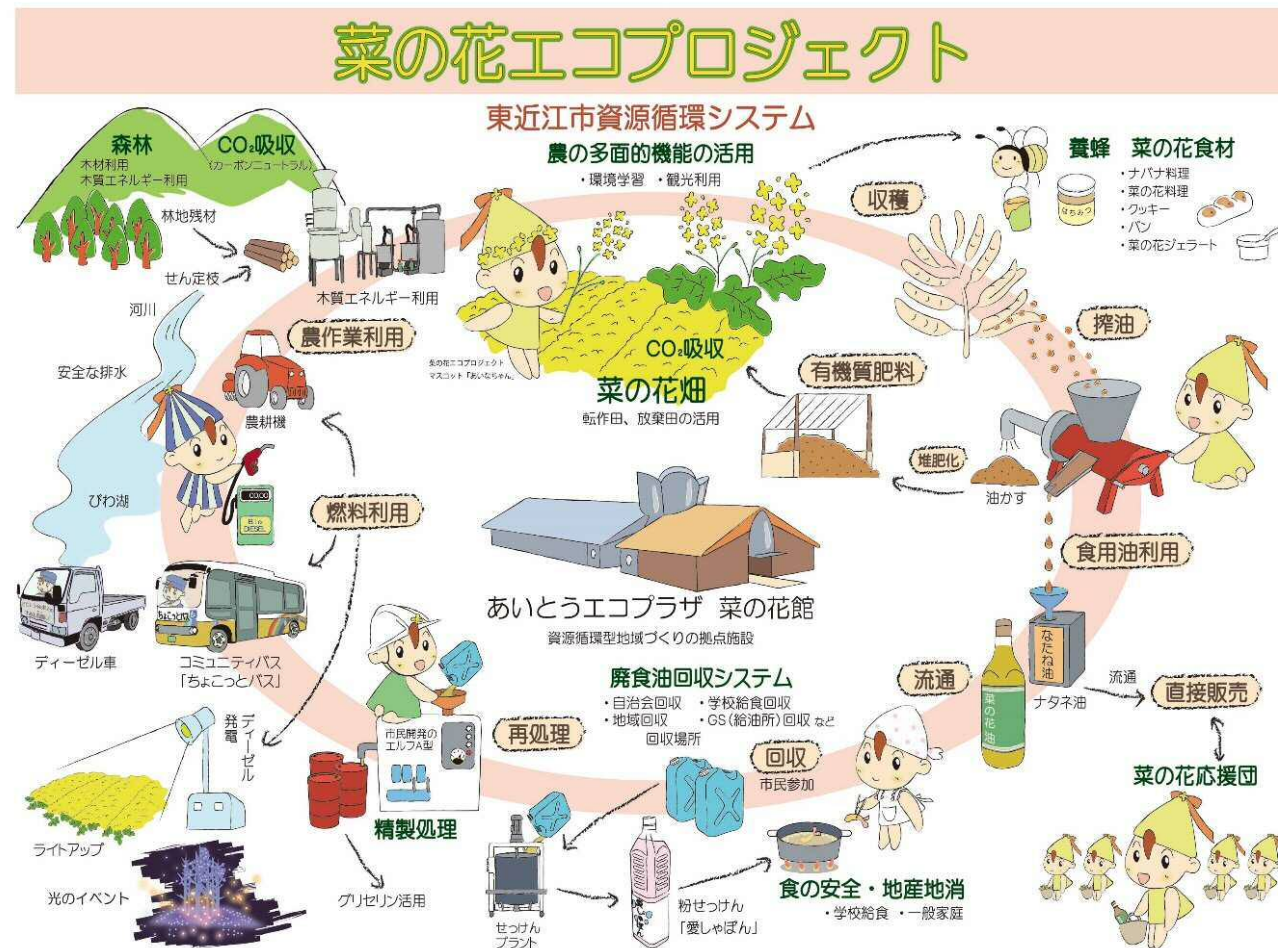 菜の花エコプロジェクト
東近江市資源循環システム
農の多面的機能の活用
・環境学習 ・観光利用
森林
木材利用
木質エネルギー利用
CO₂吸収
(カーボンニュートラル)
林地残材
せん定枝
木質エネルギー利用
河川
安全な排水
びわ湖
農作業利用
農耕機
菜の花エコプロジェクト
マスコット「あいなちゃん」
CO₂吸収
菜の花畑
転作田、放棄田の活用
収穫
養蜂 菜の花食材
・ナバナ料理
・菜の花料理
・クッキー
・パン
・菜の花ジェラート
はちみつ
搾油
有機質肥料
堆肥化
油かす
食用油利用
なたね油
ナタネ油
菜の花油
流通
流通
直接販売
菜の花応援団
燃料利用
00.00
Bio
DIESEL
ディーゼル車
ちょこっとバス
コミュニティバス
「ちょこっとバス」
あいとうエコプラザ 菜の花館
資源循環型地域づくりの拠点施設
廃食油回収システム
・自治会回収 ・学校給食回収
・地域回収 ・GS(給油所)回収 など
回収場所
回収
市民参加
再処理
市民開発の
エルフA型
精製処理
ディーゼル
発電
ライトアップ
光のイベント
グリセリン活用
せっけん
プラント
粉せっけん
「愛しゃぼん」
食の安全・地産地消
・学校給食 ・一般家庭